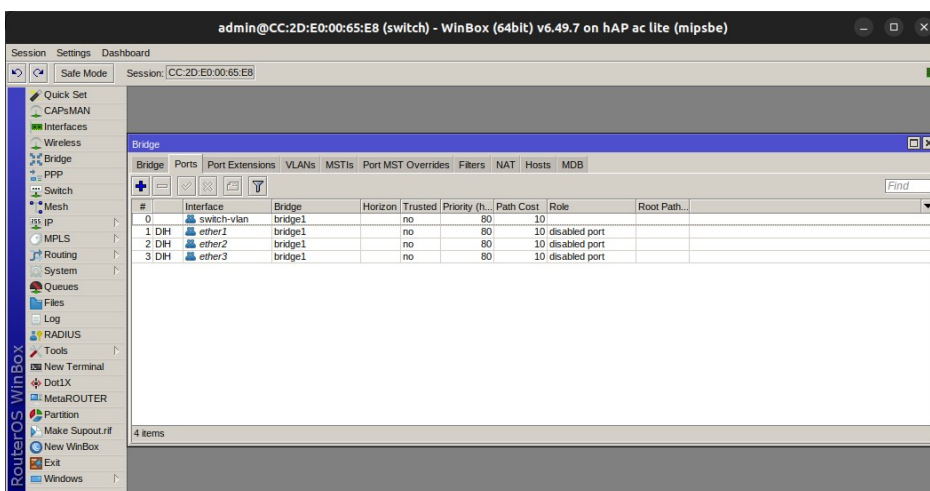 admin@CC:2D:E0:00:65:E8 (switch) - WinBox (64bit) v6.49.7 on hAP ac lite (mipsbe)
Session Settings Dashboard
Safe Mode Session: CC:2D:E0:00:65:E8
Quick Set
CAPsMAN
Interfaces
Wireless
Bridge
PPP
Switch
Mesh
IP
MPLS
Routing
System
Queues
Files
Log
RADIUS
Tools
New Terminal
Dot1X
MetaROUTER
Partition
Make Supout.rif
New WinBox
Exit
Windows
RouterOS WinBox
Bridge
Bridge Ports Port Extensions VLANs MSTIs Port MST Overrides Filters NAT Hosts MDB
Find
# Interface Bridge Horizon Trusted Priority (h... Path Cost Role Root Path...
0 switch-vlan bridge1 no 80 10
1 DIH ether1 bridge1 no 80 10 disabled port
2 DIH ether2 bridge1 no 80 10 disabled port
3 DIH ether3 bridge1 no 80 10 disabled port
4 items